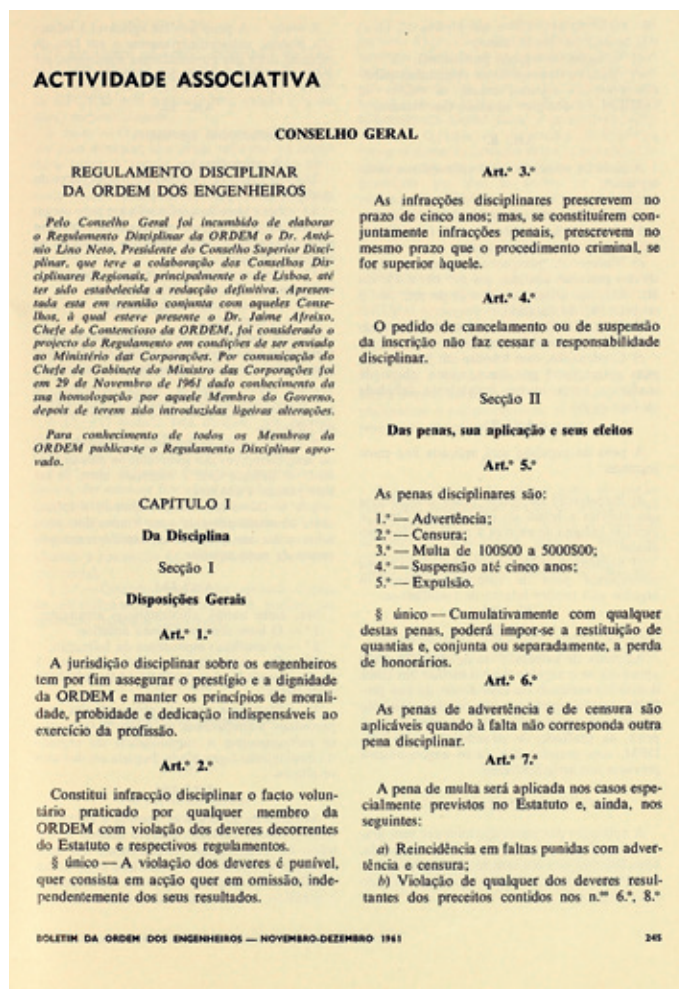 ACTIVIDADE ASSOCIATIVA
CONSELHO GERAL
REGULAMENTO DISCIPLINAR
DA ORDEM DOS ENGENHEIROS
Pelo Conselho Geral foi incumbido de elaborar
o Regulamento Disciplinar da ORDEM o Dr. Antó-
nio Lino Neto, Presidente do Conselho Superior Disci-
plinar, que teve a colaboração dos Conselhos Dis-
ciplinares Regionais, principalmente o de Lisboa, até
ter sido estabelecida a redacção definitiva. Apresen-
tada esta em reunião conjunta com aqueles Conse-
lhos, à qual esteve presente o Dr. Jaime Afreixo,
Chefe do Contencioso da ORDEM, foi considerado o
projecto do Regulamento em condições de ser enviado
ao Ministério das Corporações. Por comunicação do
Chefe de Gabinete do Ministro das Corporações foi
em 29 de Novembro de 1961 dado conhecimento da
sua homologação por aquele Membro do Governo,
depois de terem sido introduzidas ligeiras alterações.
Para conhecimento de todos os Membros da
ORDEM publica-se o Regulamento Disciplinar apro-
vado.
CAPÍTULO I
Da Disciplina
Secção I
Disposições Gerais
Art.º 1.º
A jurisdição disciplinar sobre os engenheiros
tem por fim assegurar o prestígio e a dignidade
da ORDEM e manter os princípios de morali-
dade, probidade e dedicação indispensáveis ao
exercício da profissão.
Art.º 2.º
Constitui infracção disciplinar o facto volun-
tário praticado por qualquer membro da
ORDEM com violação dos deveres decorrentes
do Estatuto e respectivos regulamentos.
§ único — A violação dos deveres é punível,
quer consista em acção quer em omissão, inde-
pendentemente dos seus resultados.
Art.º 3.º
As infracções disciplinares prescrevem no
prazo de cinco anos; mas, se constituírem con-
juntamente infracções penais, prescrevem no
mesmo prazo que o procedimento criminal, se
for superior àquele.
Art.º 4.º
O pedido de cancelamento ou de suspensão
da inscrição não faz cessar a responsabilidade
disciplinar.
Secção II
Das penas, sua aplicação e seus efeitos
Art.º 5.º
As penas disciplinares são:
1.ª — Advertência;
2.ª — Censura;
3.ª — Multa de 100$00 a 5000$00;
4.ª — Suspensão até cinco anos;
5.ª — Expulsão.
§ único — Cumulativamente com qualquer
destas penas, poderá impor-se a restituição de
quantias e, conjunta ou separadamente, a perda
de honorários.
Art.º 6.º
As penas de advertência e de censura são
aplicáveis quando à falta não corresponda outra
pena disciplinar.
Art.º 7.º
A pena de multa será aplicada nos casos espe-
cialmente previstos no Estatuto e, ainda, nos
seguintes:
a) Reincidência em faltas punidas com adver-
tência e censura;
b) Violação de qualquer dos deveres resul-
tantes dos preceitos contidos nos n.os 6.º, 8.º
BOLETIM DA ORDEM DOS ENGENHEIROS — NOVEMBRO-DEZEMBRO 1961
245